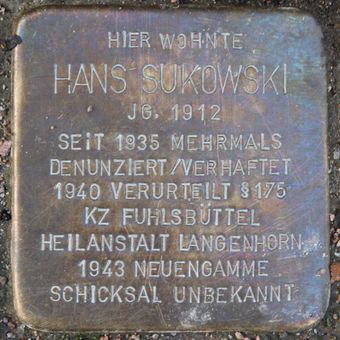 HIER WOHNTE
HANS SUKOWSKI
JG. 1912
SEIT 1935 MEHRMALS
DENUNZIERT/VERHAFTET
1940 VERURTEILT §175
KZ FUHLSBÜTTEL
HEILANSTALT LANGENHORN
1943 NEUENGAMME
SCHICKSAL UNBEKANNT